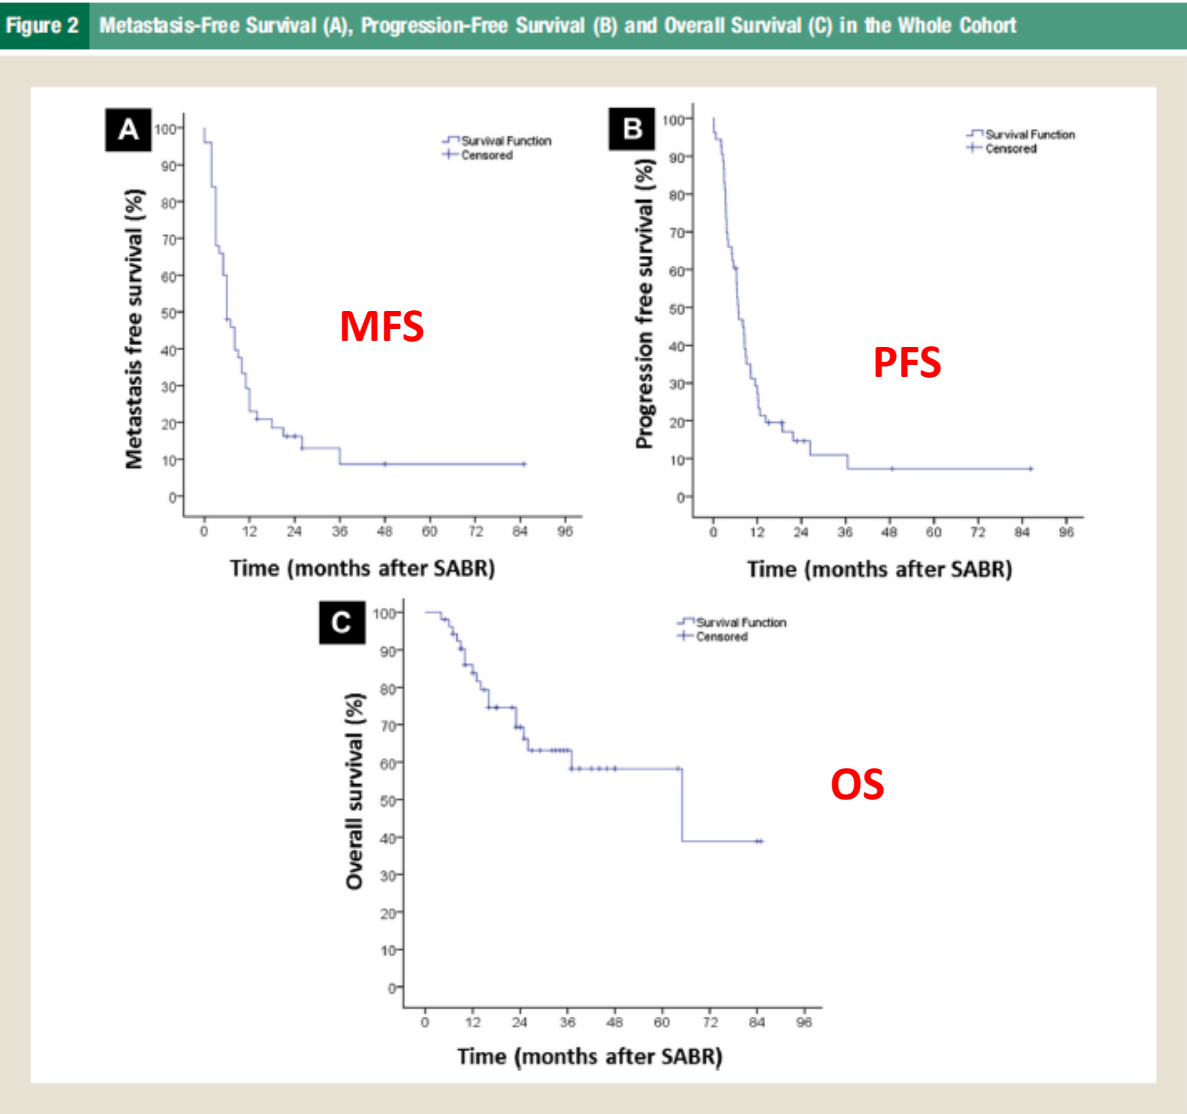 Figure 2 Metastasis-Free Survival (A), Progression-Free Survival (B) and Overall Survival (C) in the Whole Cohort
A
Metastasis free survival (%)
100
90
80
70
60
50
40
30
20
10
0
Survival Function
Censored
MFS
0 12 24 36 48 60 72 84 96
Time (months after SABR)
B
Progression free survival (%)
100
90
80
70
60
50
40
30
20
10
0
Survival Function
Censored
PFS
0 12 24 36 48 60 72 84 96
Time (months after SABR)
C
Overall survival (%)
100
90
80
70
60
50
40
30
20
10
0
Survival Function
Censored
OS
0 12 24 36 48 60 72 84 96
Time (months after SABR)